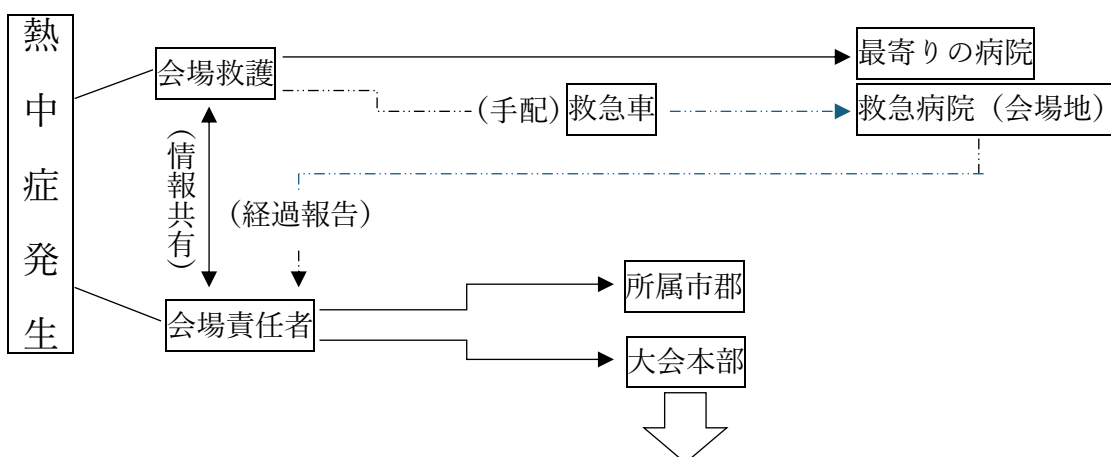 熱中症発生
会場救護
最寄りの病院
(手配)
救急車
救急病院（会場地）
(情報共有)
(経過報告)
会場責任者
所属市郡
大会本部